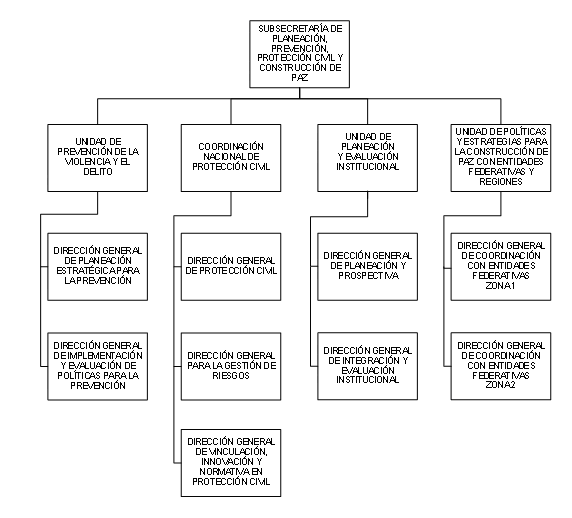 SUBSECRETARÍA DE
PLANEACIÓN,
PREVENCIÓN,
PROTECCIÓN CIVIL Y
CONSTRUCCIÓN DE
PAZ
UNIDAD DE
PREVENCIÓN DE LA
VIOLENCIA Y EL
DELITO
COORDINACIÓN
NACIONAL DE
PROTECCIÓN CIVIL
UNIDAD DE
PLANEACIÓN
Y EVALUACIÓN
INSTITUCIONAL
UNIDAD DE POLÍTICAS
Y ESTRATEGIAS PARA
LA CONSTRUCCIÓN DE
PAZ CON ENTIDADES
FEDERATIVAS Y
REGIONES
DIRECCIÓN GENERAL
DE PLANEACIÓN
ESTRATÉGICA PARA
LA PREVENCIÓN
DIRECCIÓN GENERAL
DE PROTECCIÓN CIVIL
DIRECCIÓN GENERAL
DE PLANEACIÓN Y
PROSPECTIVA
DIRECCIÓN GENERAL
DE COORDINACIÓN
CON ENTIDADES
FEDERATIVAS
ZONA 1
DIRECCIÓN GENERAL
DE IMPLEMENTACIÓN
Y EVALUACIÓN DE
POLÍTICAS PARA LA
PREVENCIÓN
DIRECCIÓN GENERAL
PARA LA GESTIÓN DE
RIESGOS
DIRECCIÓN GENERAL
DE INTEGRACIÓN Y
EVALUACIÓN
INSTITUCIONAL
DIRECCIÓN GENERAL
DE COORDINACIÓN
CON ENTIDADES
FEDERATIVAS
ZONA 2
DIRECCIÓN GENERAL
DE VINCULACIÓN,
INNOVACIÓN Y
NORMATIVA EN
PROTECCIÓN CIVIL